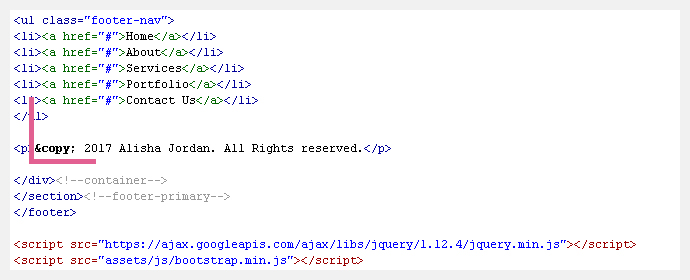 <ul class="footer-nav">
<li><a href="#">Home</a></li>
<li><a href="#">About</a></li>
<li><a href="#">Services</a></li>
<li><a href="#">Portfolio</a></li>
<li><a href="#">Contact Us</a></li>
</ul>
<p>&copy; 2017 Alisha Jordan. All Rights reserved.</p>
</div><!--container-->
</section><!--footer-primary-->
</footer>
<script src="https://ajax.googleapis.com/ajax/libs/jquery/1.12.4/jquery.min.js"></script>
<script src="assets/js/bootstrap.min.js"></script>